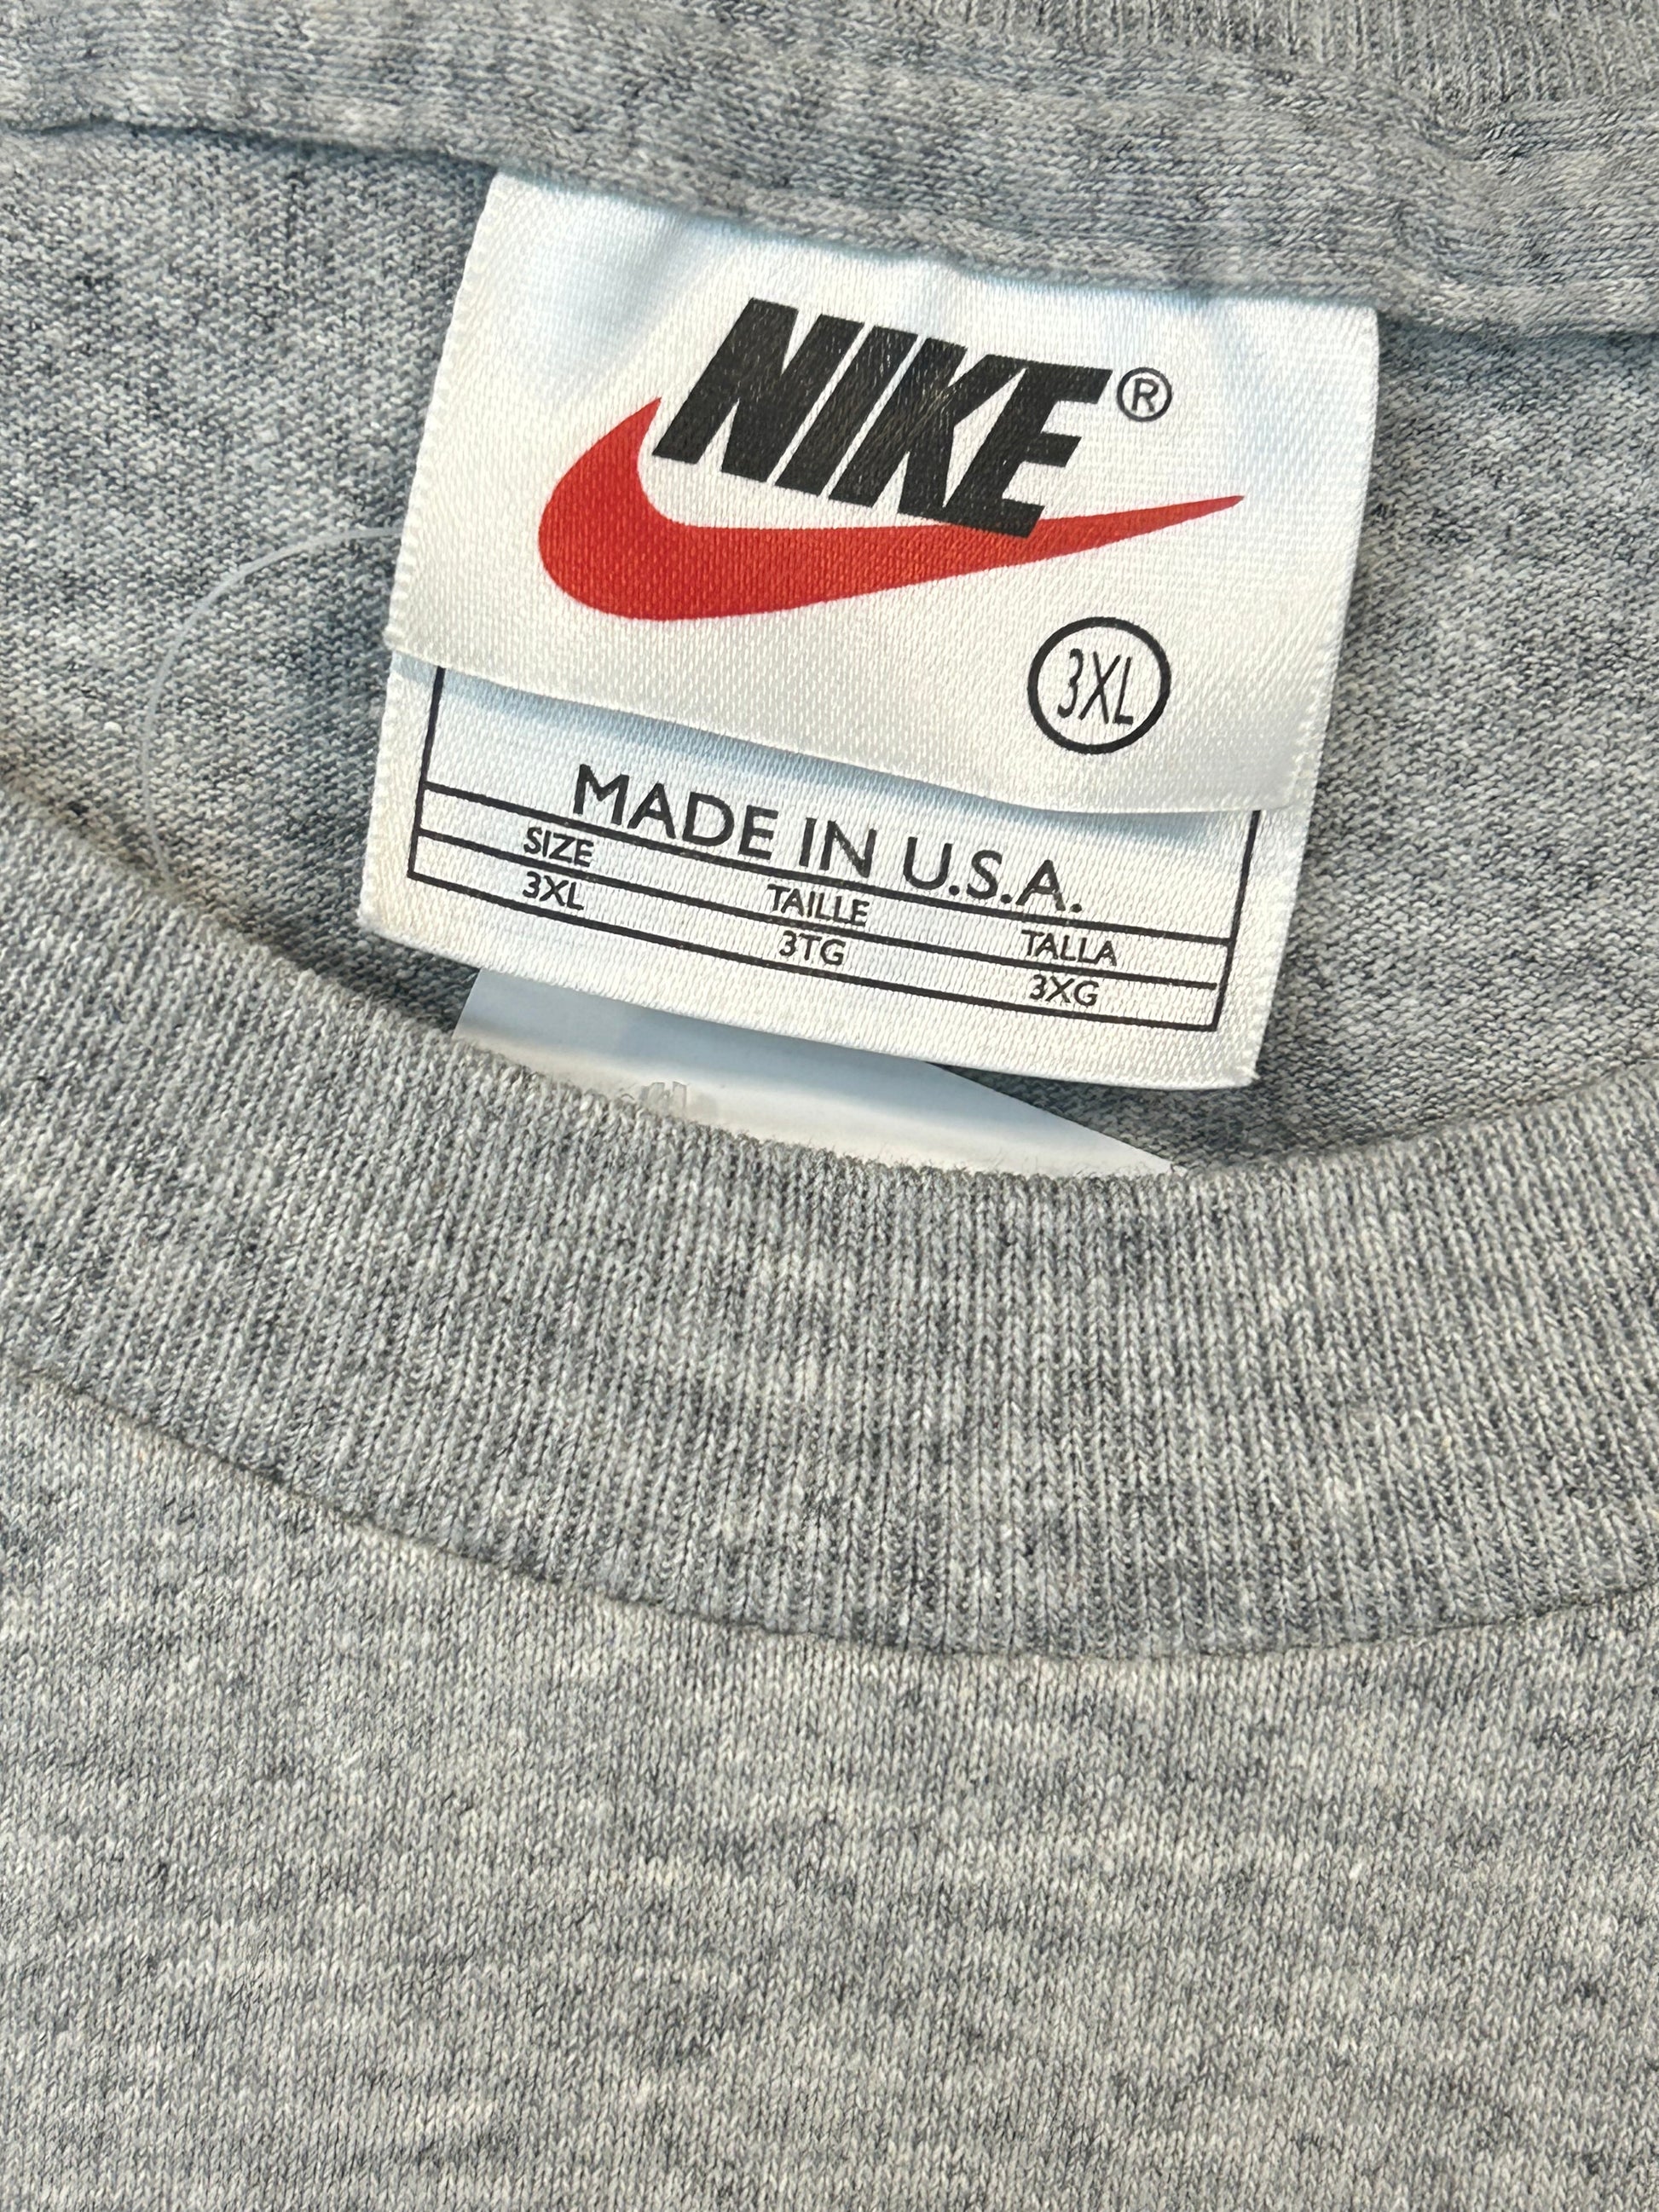 NIKE®
3XL
MADE IN U.S.A.
SIZE TAILLE TALLA
3XL 3TG 3XG